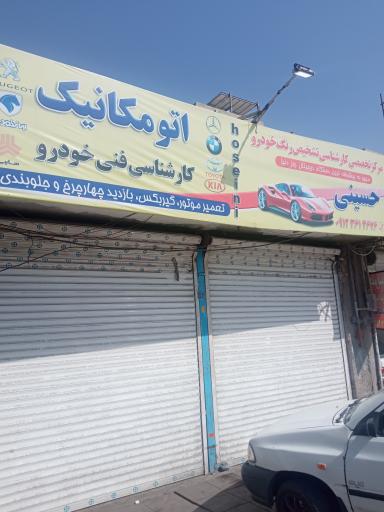 PEUGEOT
اتومکانیک
کارشناسی فنی خودرو
تعمیر موتور، گیربکس، بازدید چهارچرخ و جلوبندی
TOYOTA
KIA
hoseini
مرکز تخصصی کارشناسی تشخیص رنگ خودرو
حسینی